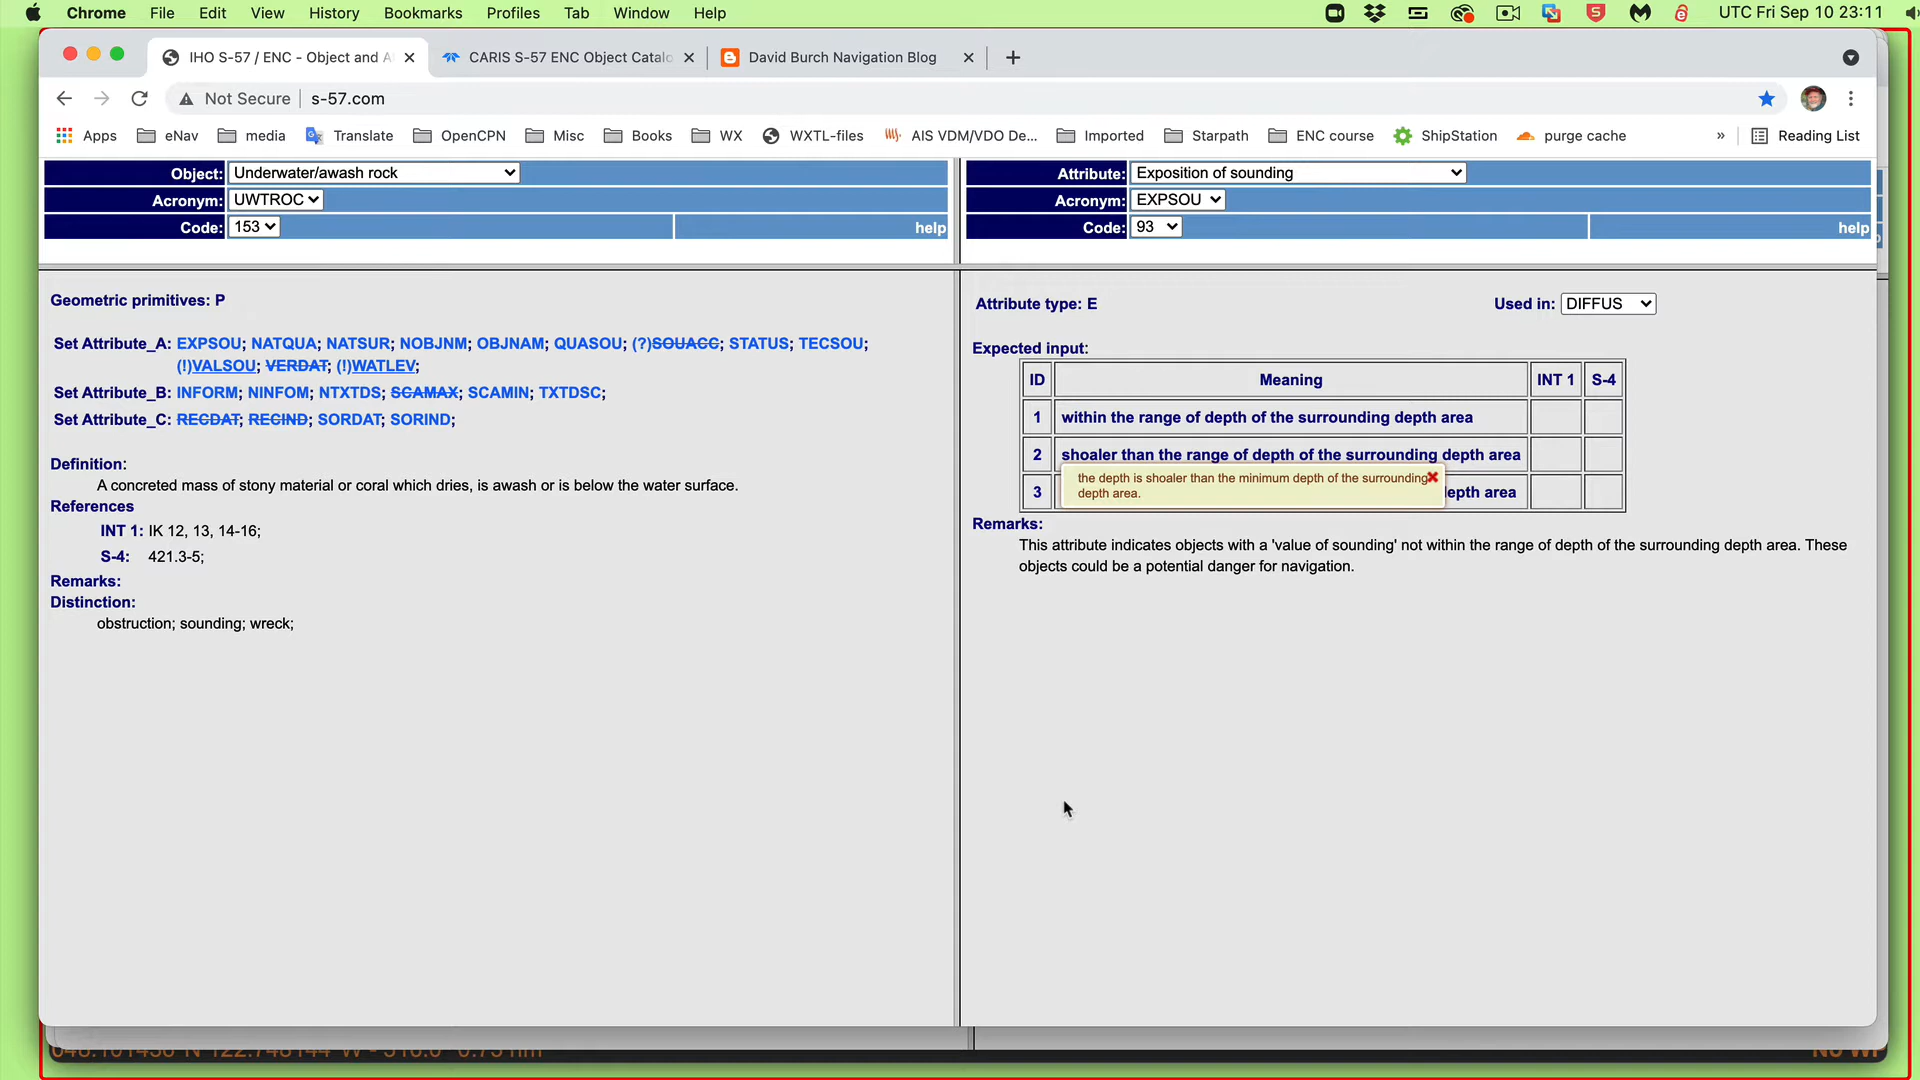 Chrome File Edit View History Bookmarks Profiles Tab Window Help UTC Fri Sep 10 23:11
IHO S-57 / ENC - Object and A CARIS S-57 ENC Object Catalo David Burch Navigation Blog
Not Secure s-57.com
Apps eNav media Translate OpenCPN Misc Books WX WXTL-files AIS VDM/VDO De... Imported Starpath ENC course ShipStation purge cache » Reading List
Object: Underwater/awash rock
Acronym: UWTROC
Code: 153 help
Attribute: Exposition of sounding
Acronym: EXPSOU
Code: 93 help
Geometric primitives: P
Set Attribute_A: EXPSOU; NATQUA; NATSUR; NOBJNM; OBJNAM; QUASOU; (?)SOUACC; STATUS; TECSOU;
(!)VALSOU; VERDAT; (!)WATLEV;
Set Attribute_B: INFORM; NINFOM; NTXTDS; SCAMAX; SCAMIN; TXTDSC;
Set Attribute_C: RECDAT; RECIND; SORDAT; SORIND;
Definition:
A concreted mass of stony material or coral which dries, is awash or is below the water surface.
References
INT 1: IK 12, 13, 14-16;
S-4: 421.3-5;
Remarks:
Distinction:
obstruction; sounding; wreck;
Attribute type: E Used in: DIFFUS
Expected input:
ID Meaning INT 1 S-4
1 within the range of depth of the surrounding depth area
2 shoaler than the range of depth of the surrounding depth area
the depth is shoaler than the minimum depth of the surrounding
depth area.
3 depth area
Remarks:
This attribute indicates objects with a 'value of sounding' not within the range of depth of the surrounding depth area. These
objects could be a potential danger for navigation.